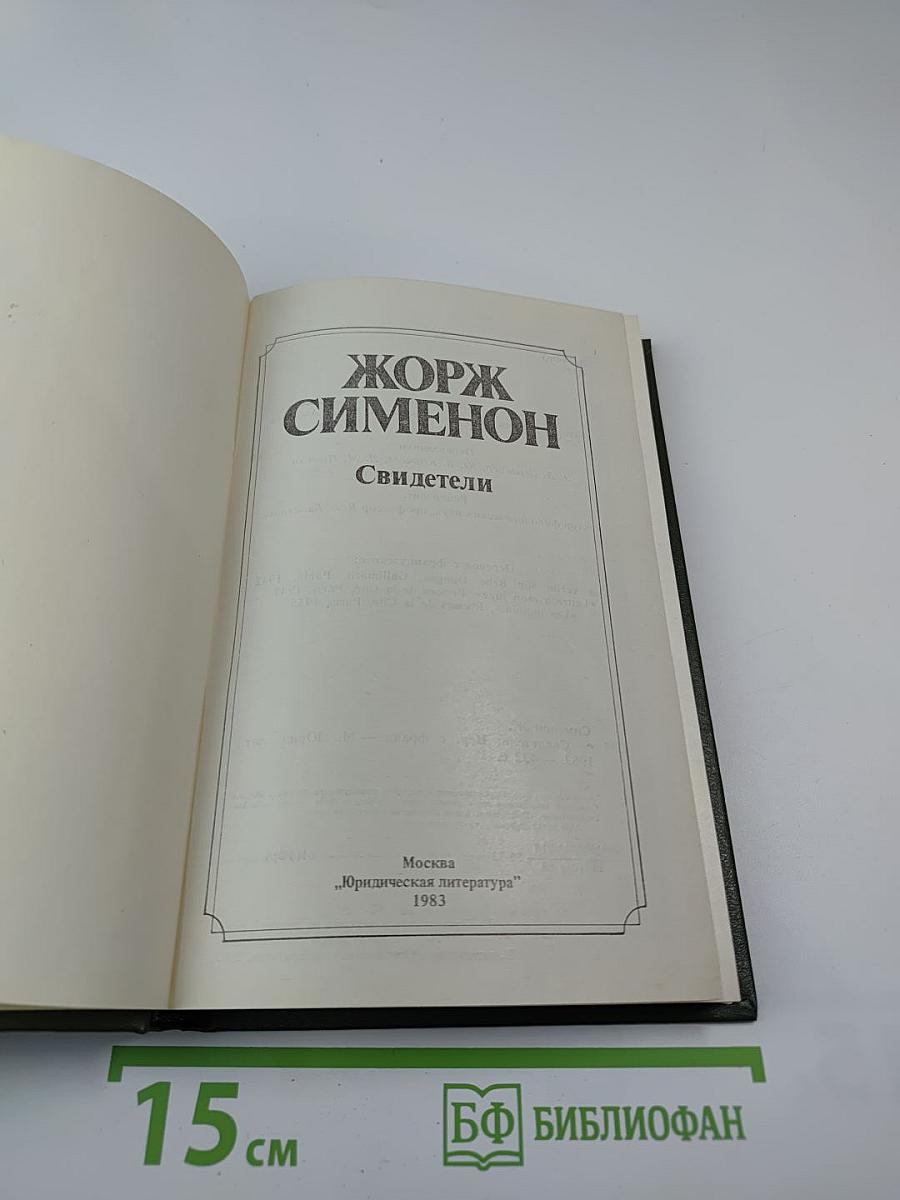 ЖОРЖ
СИМЕНОН
Свидетели
Москва
„Юридическая литература”
1983
15 см
БФ БИБЛИОФАН